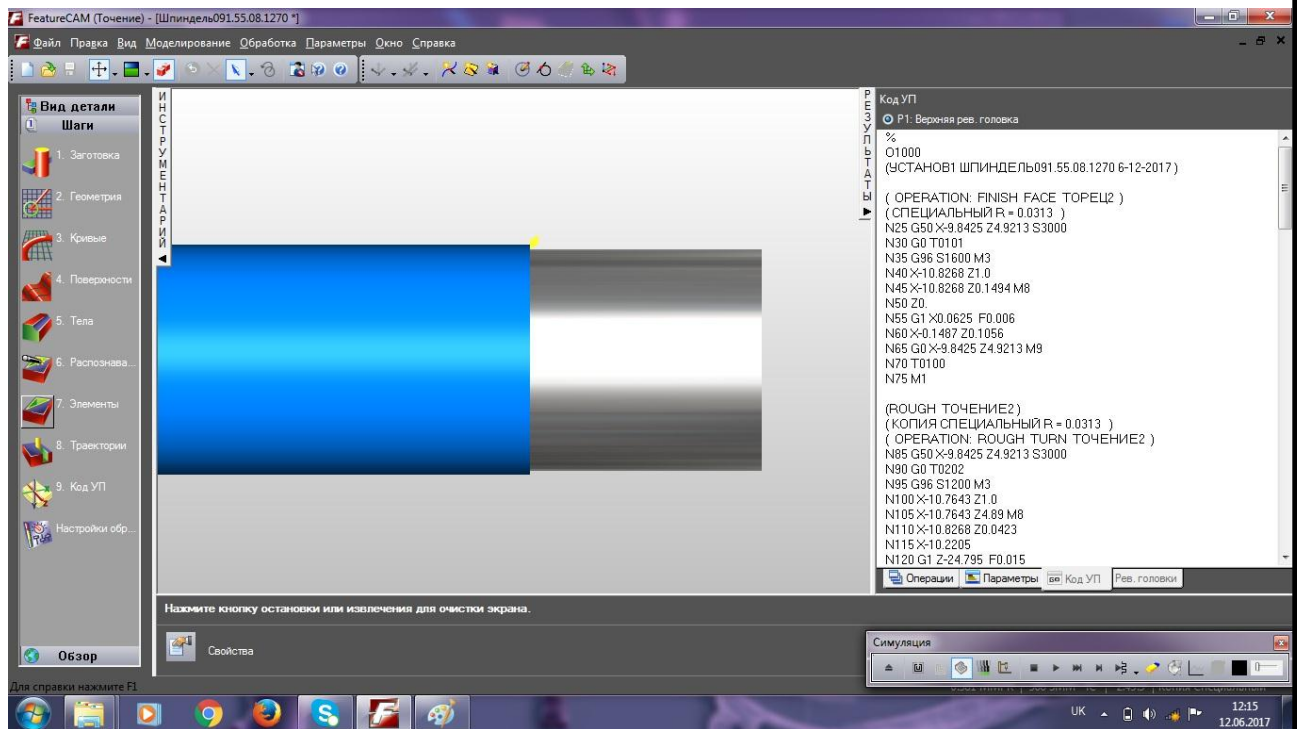 FeatureCAM (Точение) - [Шпиндель091.55.08.1270 *]
Файл Правка Вид Моделирование Обработка Параметры Окно Справка
Вид детали
Шаги
1. Заготовка
2. Геометрия
3. Кривые
4. Поверхности
5. Тела
6. Распознава...
7. Элементы
8. Траектории
9. Код УП
Настройки обр...
Обзор
ИНСТРУМЕНТАРИЙ
РЕЗУЛЬТАТЫ
Код УП
P1: Верхняя рев. головка
%
O1000
(УСТАНОВ1 ШПИНДЕЛЬ091.55.08.1270 6-12-2017 )
( OPERATION: FINISH FACE ТОРЕЦ2 )
( СПЕЦИАЛЬНЫЙ R = 0.0313 )
N25 G50 X-9.8425 Z4.9213 S3000
N30 G0 T0101
N35 G96 S1600 M3
N40 X-10.8268 Z1.0
N45 X-10.8268 Z0.1494 M8
N50 Z0.
N55 G1 X0.0625 F0.006
N60 X-0.1487 Z0.1056
N65 G0 X-9.8425 Z4.9213 M9
N70 T0100
N75 M1
(ROUGH ТОЧЕНИЕ2 )
( КОПИЯ СПЕЦИАЛЬНЫЙ R = 0.0313 )
( OPERATION: ROUGH TURN ТОЧЕНИЕ2 )
N85 G50 X-9.8425 Z4.9213 S3000
N90 G0 T0202
N95 G96 S1200 M3
N100 X-10.7643 Z1.0
N105 X-10.7643 Z4.89 M8
N110 X-10.8268 Z0.0423
N115 X-10.2205
N120 G1 Z-24.795 F0.015
Операции Параметры Код УП Рев. головки
Нажмите кнопку остановки или извлечения для очистки экрана.
Свойства
Симуляция
Для справки нажмите F1
UK
12:15
12.06.2017